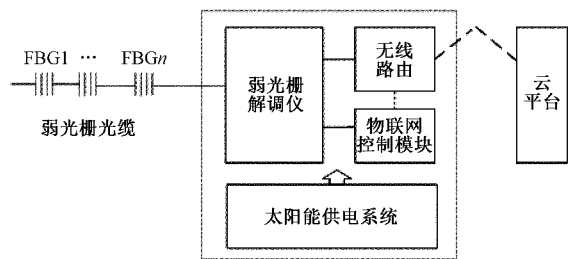 FBG1 ··· FBGn
弱光栅光缆
弱光栅
解调仪
无线
路由
物联网
控制模块
太阳能供电系统
云
平台